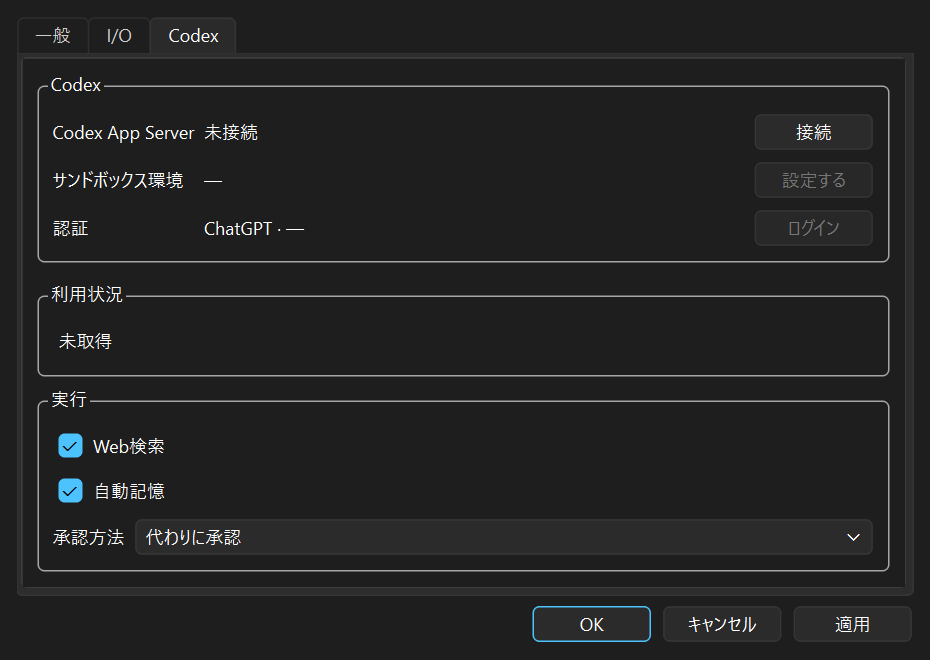 一般 I/O Codex
Codex
Codex App Server 未接続 接続
サンドボックス環境 — 設定する
認証 ChatGPT · — ログイン
利用状況
未取得
実行
Web検索
自動記憶
承認方法 代わりに承認
OK キャンセル 適用